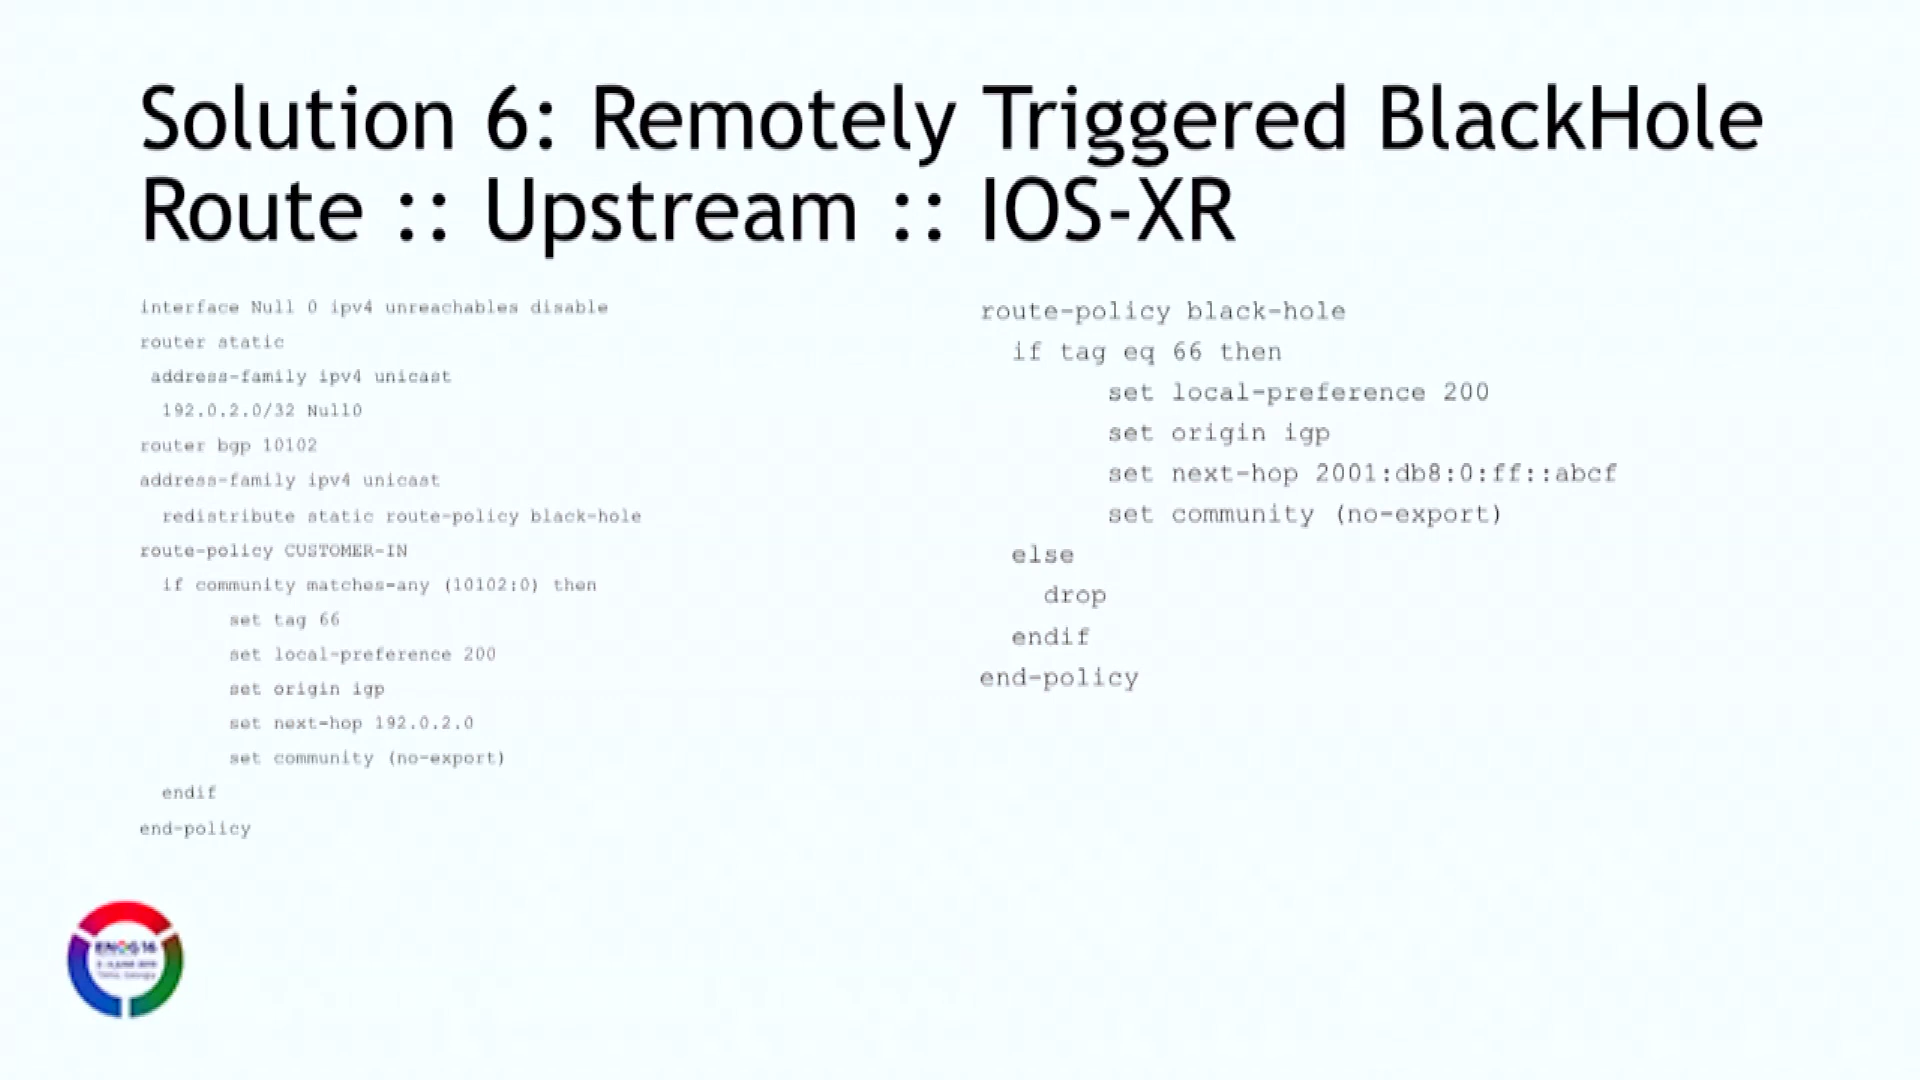 Solution 6: Remotely Triggered BlackHole
Route :: Upstream :: IOS-XR
interface Null 0 ipv4 unreachables disable
router static
address-family ipv4 unicast
192.0.2.0/32 Null0
router bgp 10102
address-family ipv4 unicast
redistribute static route-policy black-hole
route-policy CUSTOMER-IN
if community matches-any (10102:0) then
set tag 66
set local-preference 200
set origin igp
set next-hop 192.0.2.0
set community (no-export)
endif
end-policy
route-policy black-hole
if tag eq 66 then
set local-preference 200
set origin igp
set next-hop 2001:db8:0:ff::abcf
set community (no-export)
else
drop
endif
end-policy
ENOG16